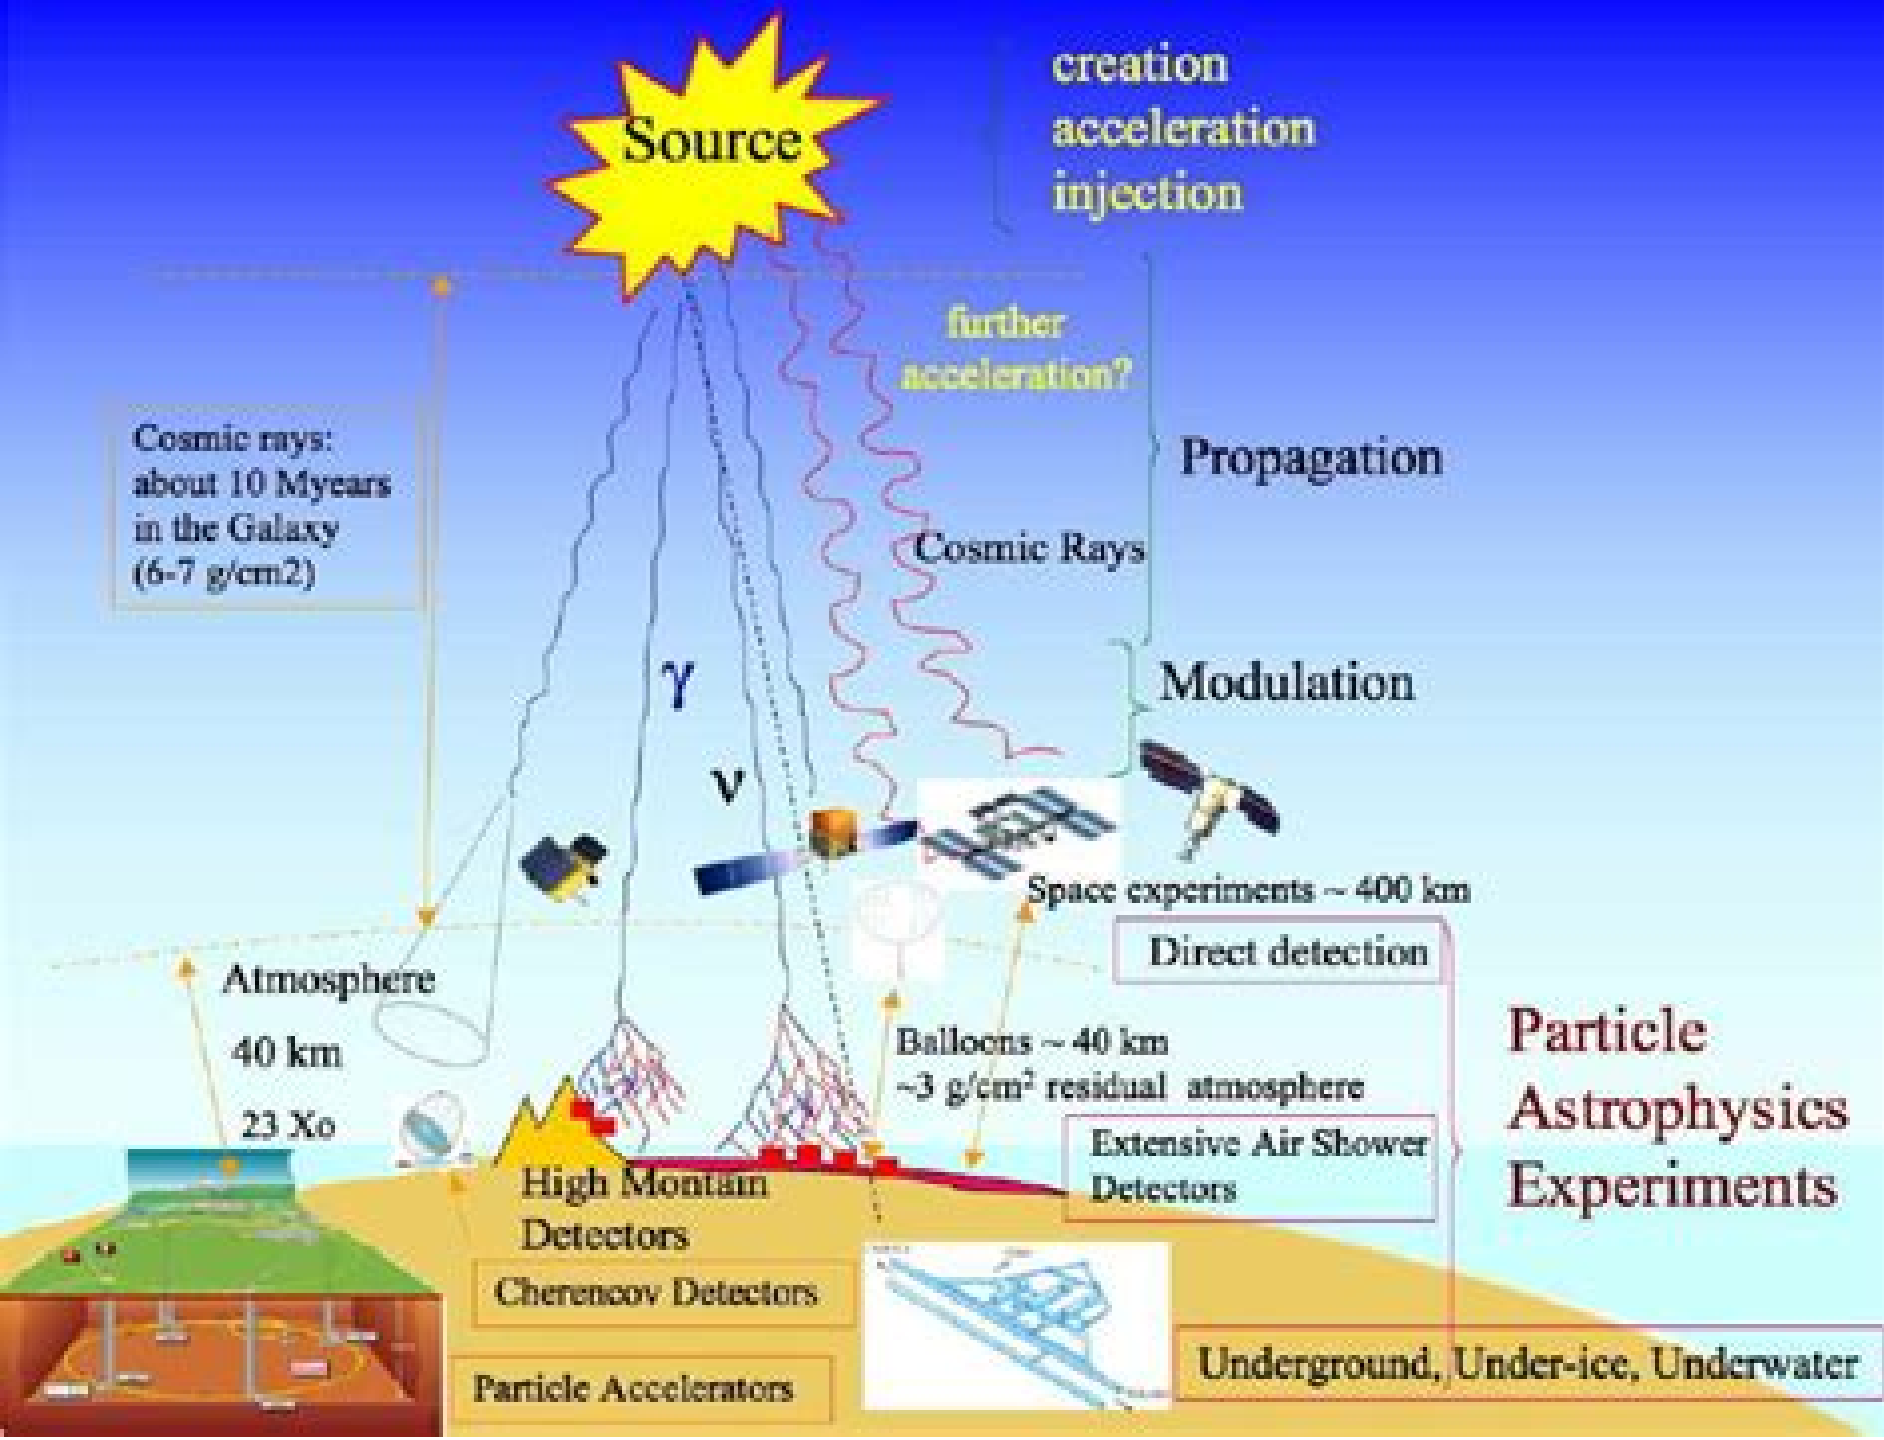 Source
creation
acceleration
injection
further
acceleration?
Cosmic rays:
about 10 Myears
in the Galaxy
(6-7 g/cm2)
Propagation
Cosmic Rays
γ
Modulation
ν
Space experiments ~ 400 km
Direct detection
Atmosphere
40 km
23 Xo
Balloons ~ 40 km
~3 g/cm² residual atmosphere
Particle
Astrophysics
Experiments
Extensive Air Shower
Detectors
High Montain
Detectors
Cherencov Detectors
Particle Accelerators
Underground, Under-ice, Underwater